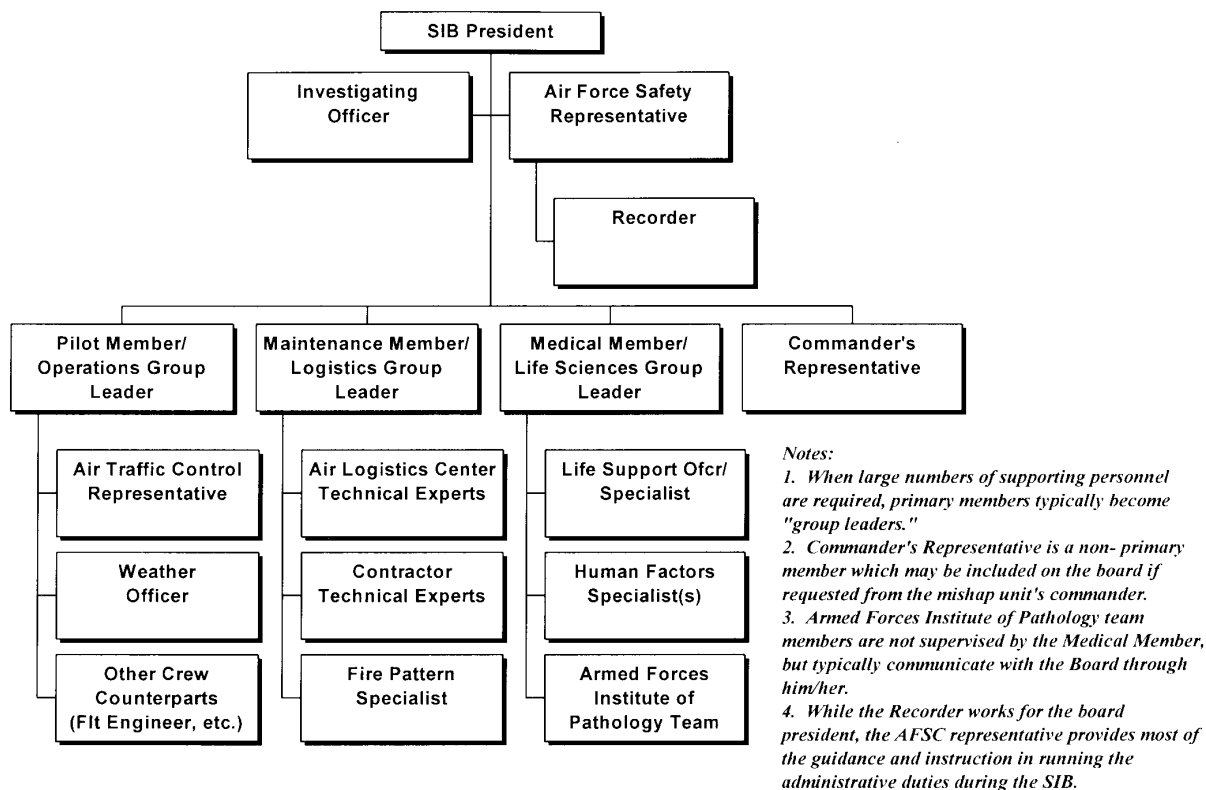 SIB President
Investigating
Officer
Air Force Safety
Representative
Recorder
Pilot Member/
Operations Group
Leader
Maintenance Member/
Logistics Group
Leader
Medical Member/
Life Sciences Group
Leader
Commander's
Representative
Air Traffic Control
Representative
Weather
Officer
Other Crew
Counterparts
(Flt Engineer, etc.)
Air Logistics Center
Technical Experts
Contractor
Technical Experts
Fire Pattern
Specialist
Life Support Ofcr/
Specialist
Human Factors
Specialist(s)
Armed Forces
Institute of
Pathology Team
Notes:
1. When large numbers of supporting personnel
are required, primary members typically become
"group leaders."
2. Commander's Representative is a non- primary
member which may be included on the board if
requested from the mishap unit's commander.
3. Armed Forces Institute of Pathology team
members are not supervised by the Medical Member,
but typically communicate with the Board through
him/her.
4. While the Recorder works for the board
president, the AFSC representative provides most of
the guidance and instruction in running the
administrative duties during the SIB.